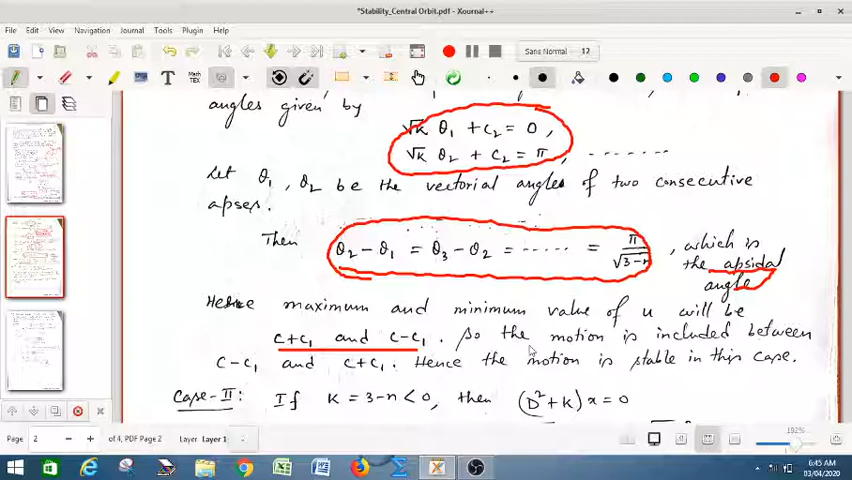 *Stability_Central Orbit.pdf - Xournal++
File Edit View Navigation Journal Tools Plugin Help
Sans Normal 12
Math
TEX
angles given by
√K θ₁ + c₂ = 0,
√K θ₂ + c₂ = π, -------
Let θ₁, θ₂ be the vectorial angles of two consecutive
apses.
Then θ₂-θ₁ = θ₃-θ₂ = ------ = π/√3-n, which is
the apsidal
angle
Hence maximum and minimum value of u will be
c+c₁ and c-c₁. So the motion is included between
c-c₁ and c+c₁. Hence the motion is stable in this case.
Case-II: If K = 3-n < 0, then (D²+K)x = 0
Page 2 of 4, PDF Page 2 Layer: Layer 1 192%
6:45 AM
03/04/2020